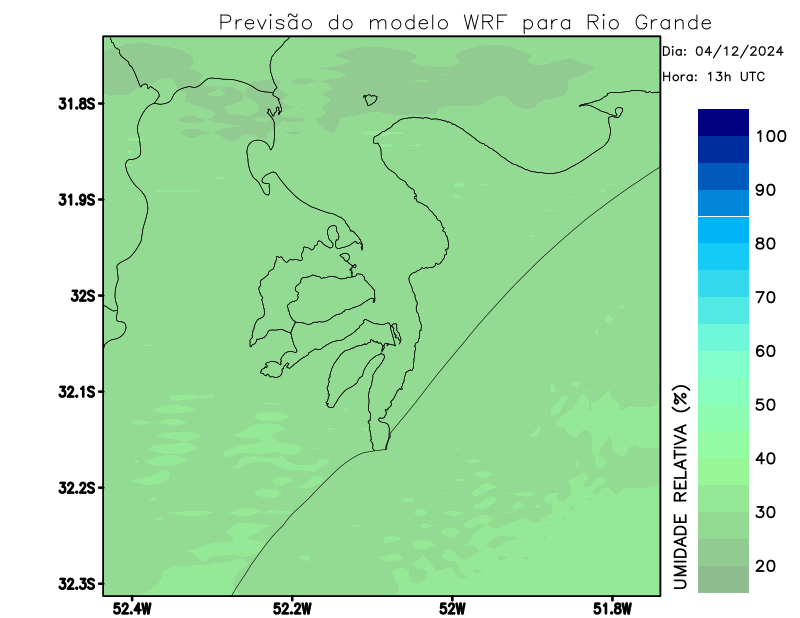 Previsão do modelo WRF para Rio Grande
Dia: 04/12/2024
Hora: 13h UTC
31.8S
31.9S
32S
32.1S
32.2S
32.3S
52.4W
52.2W
52W
51.8W
UMIDADE RELATIVA (%)
100
90
80
70
60
50
40
30
20